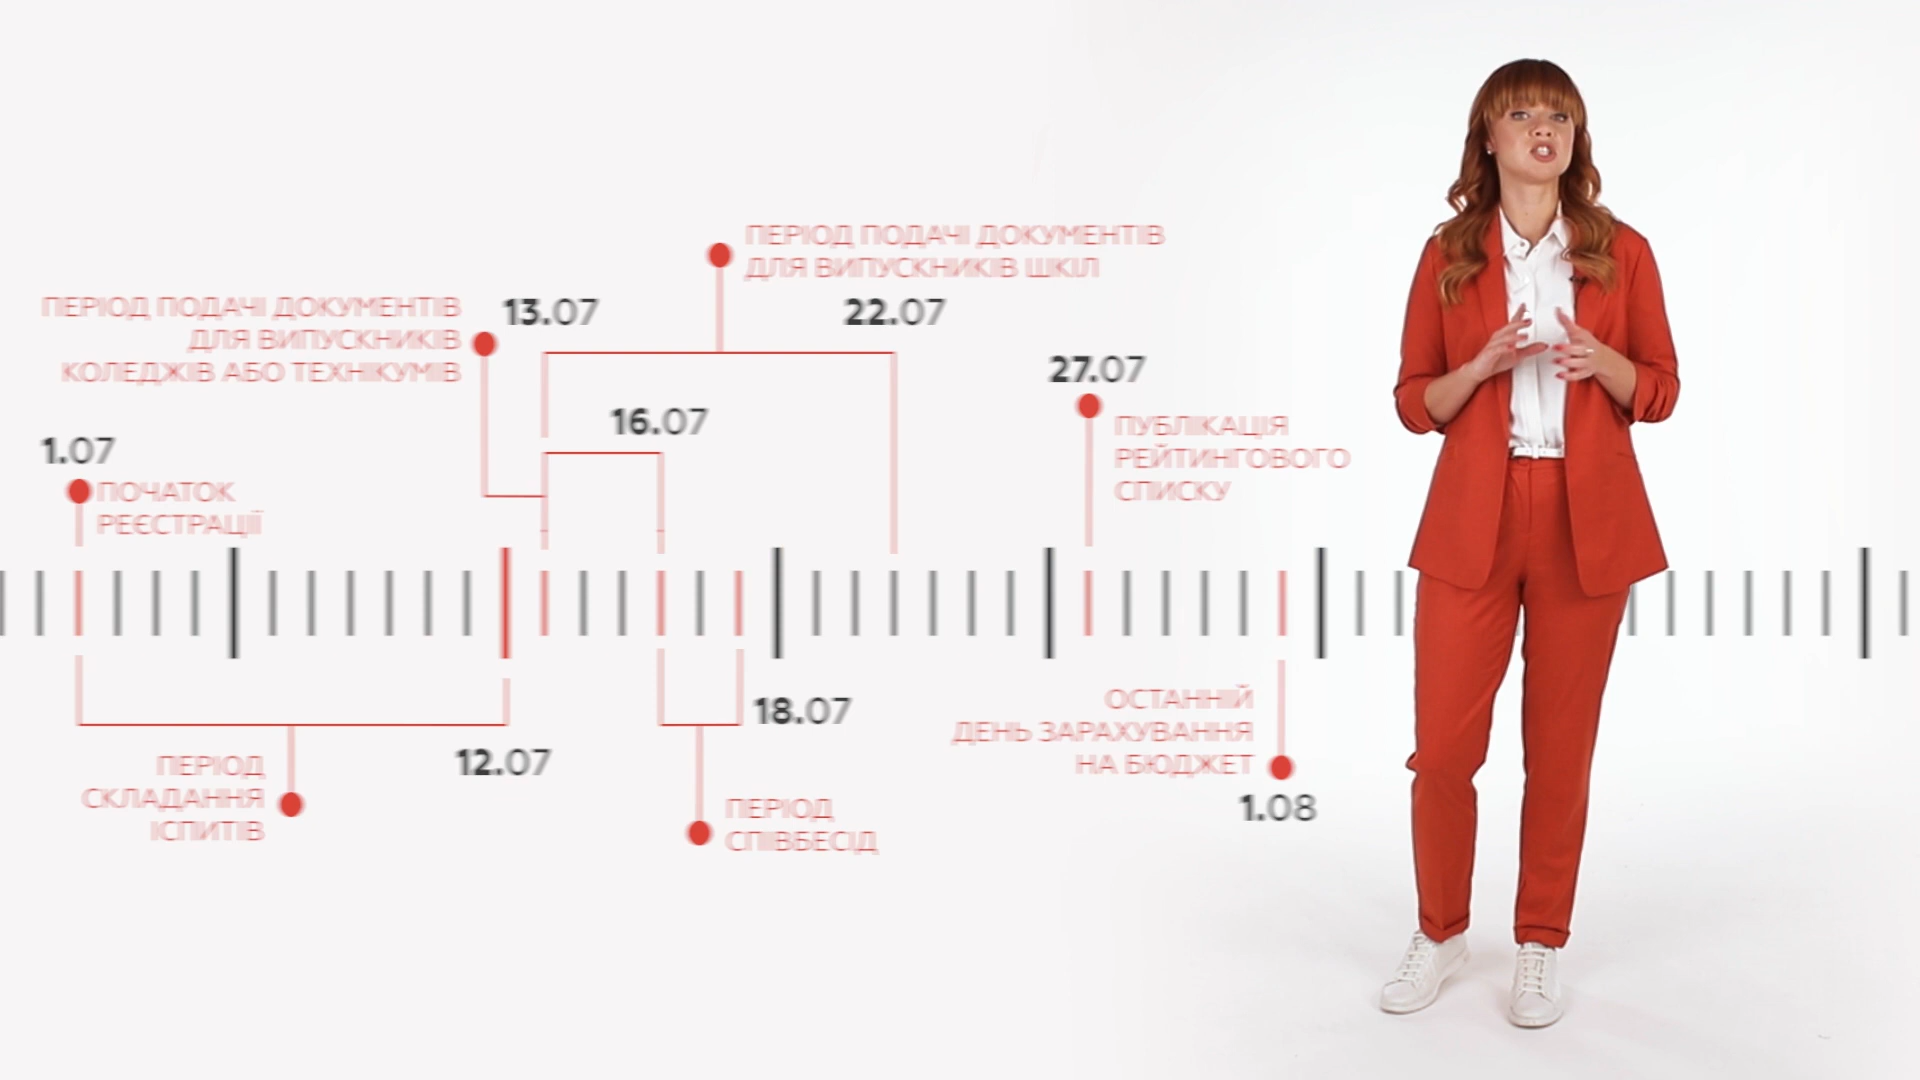 ПЕРІОД ПОДАЧІ ДОКУМЕНТІВ
ДЛЯ ВИПУСКНИКІВ ШКІЛ
ПЕРІОД ПОДАЧІ ДОКУМЕНТІВ
ДЛЯ ВИПУСКНИКІВ
КОЛЕДЖІВ АБО ТЕХНІКУМІВ
13.07
22.07
16.07
27.07
ПУБЛІКАЦІЯ
РЕЙТИНГОВОГО
СПИСКУ
1.07
ПОЧАТОК
РЕЄСТРАЦІЇ
12.07
ПЕРІОД
СКЛАДАННЯ
ІСПИТІВ
18.07
ПЕРІОД
СПІВБЕСІД
ОСТАННІЙ
ДЕНЬ ЗАРАХУВАННЯ
НА БЮДЖЕТ
1.08